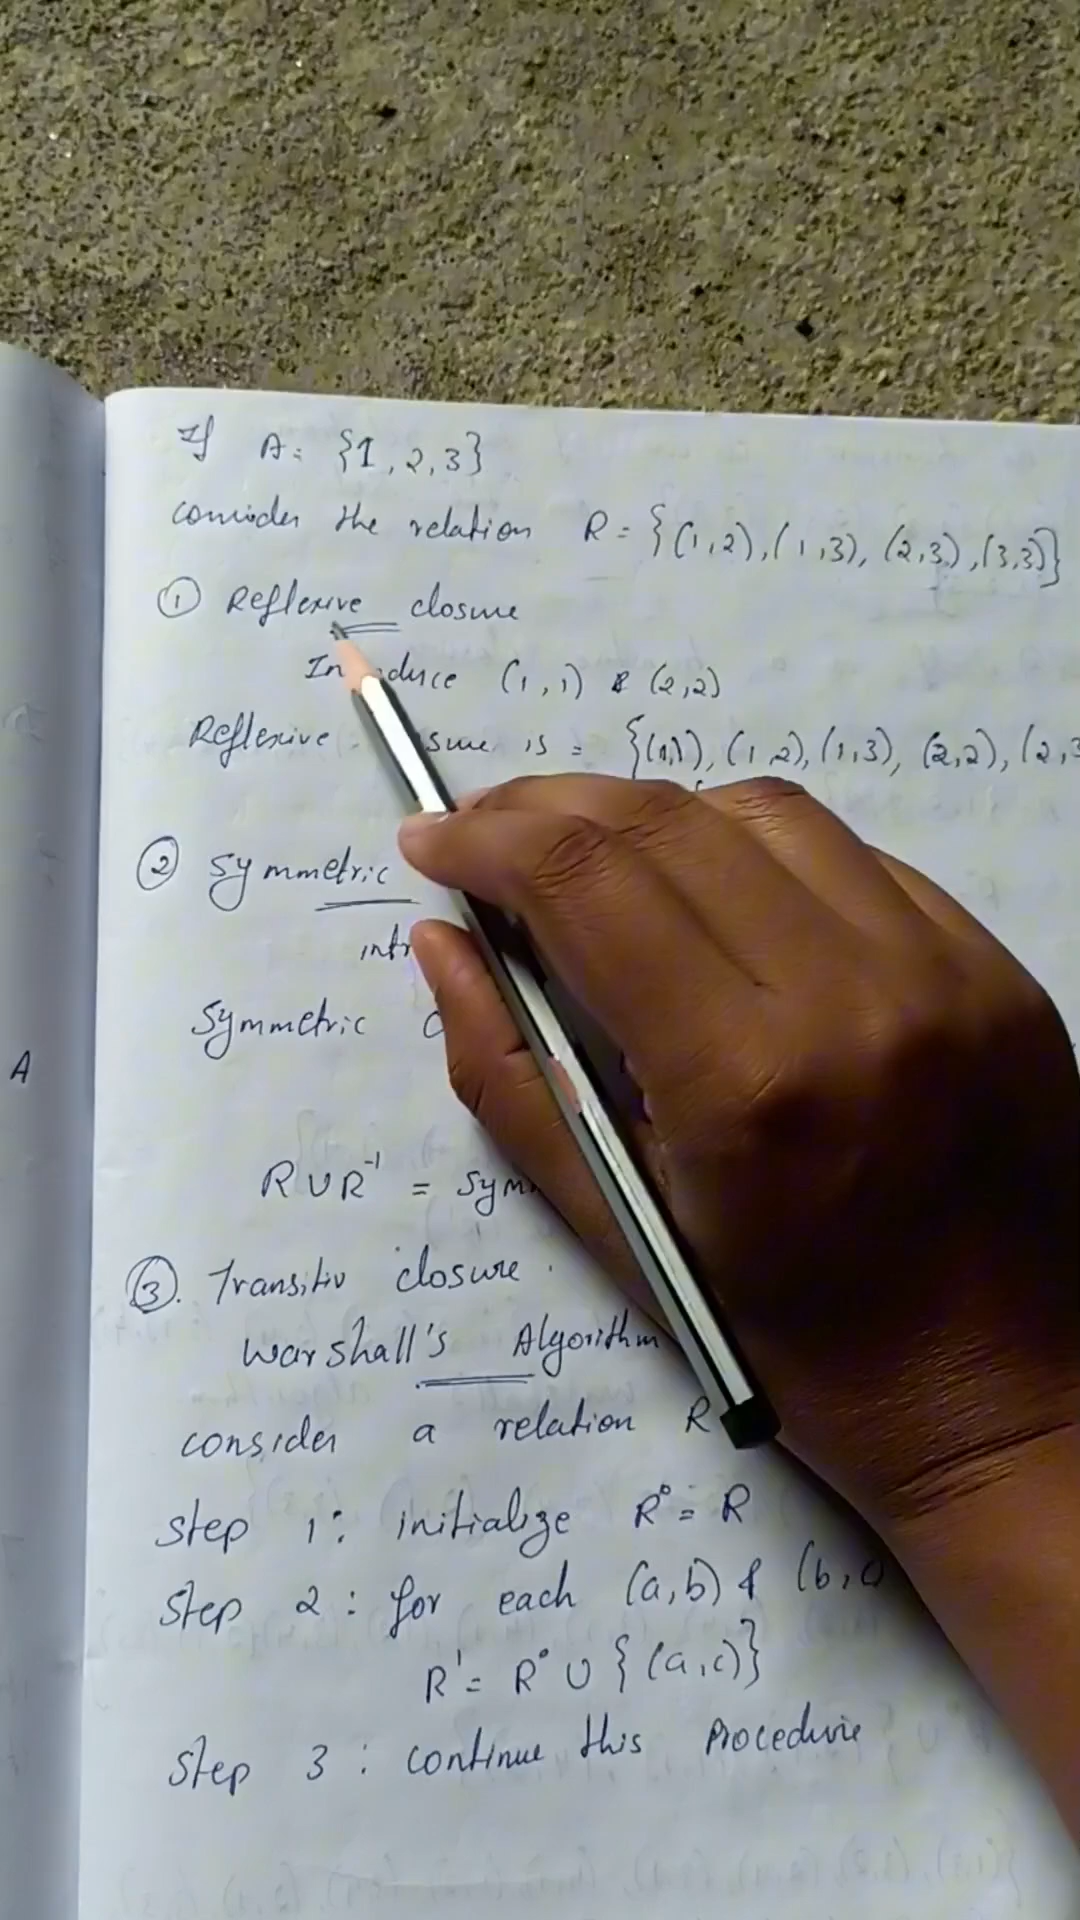 If A = {1, 2, 3}
consider the relation R = {(1,2), (1,3), (2,3), (3,3)}
① Reflexive closure
(1,1) & (2,2)
Reflexive is = {(1,1), (1,2), (1,3), (2,2), (2,3
② Symmetric
Symmetric
R ∪ R⁻¹ =
③. Transitiv closure.
Warshall's Algorithm
consider a relation R
Step 1: initialize R⁰ = R
Step 2: for each (a,b) & (b,c
R¹ = R⁰ ∪ {(a,c)}
Step 3: continue this Procedure
A